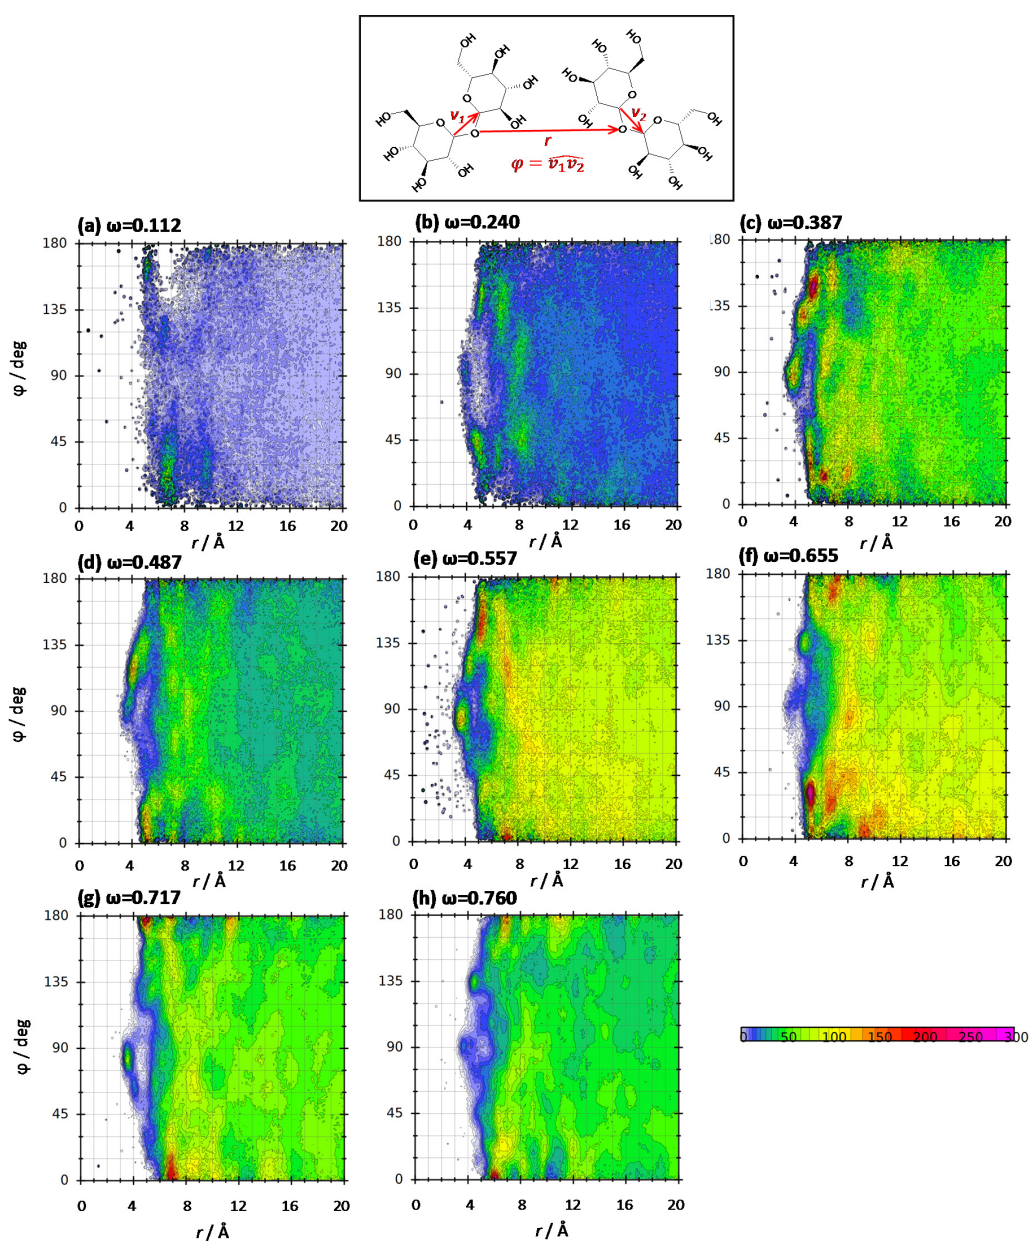 HO OH HO HO
HO OH HO OH
O OH HO O
HO O v₁ OH OH v₂ O OH
HO O r O OH
HO OH φ = v₁v₂ OH OH
(a) ω=0.112 (b) ω=0.240 (c) ω=0.387
180 180 180
135 135 135
φ / deg 90 90 90
45 45 45
0 0 0
0 4 8 12 16 20 0 4 8 12 16 20 0 4 8 12 16 20
r / Å r / Å r / Å
(d) ω=0.487 (e) ω=0.557 (f) ω=0.655
180 180 180
135 135 135
φ / deg 90 90 90
45 45 45
0 0 0
0 4 8 12 16 20 0 4 8 12 16 20 0 4 8 12 16 20
r / Å r / Å r / Å
(g) ω=0.717 (h) ω=0.760
180 180
135 135
φ / deg 90 90
45 45
0 0
0 4 8 12 16 20 0 4 8 12 16 20
r / Å r / Å
0 50 100 150 200 250 300